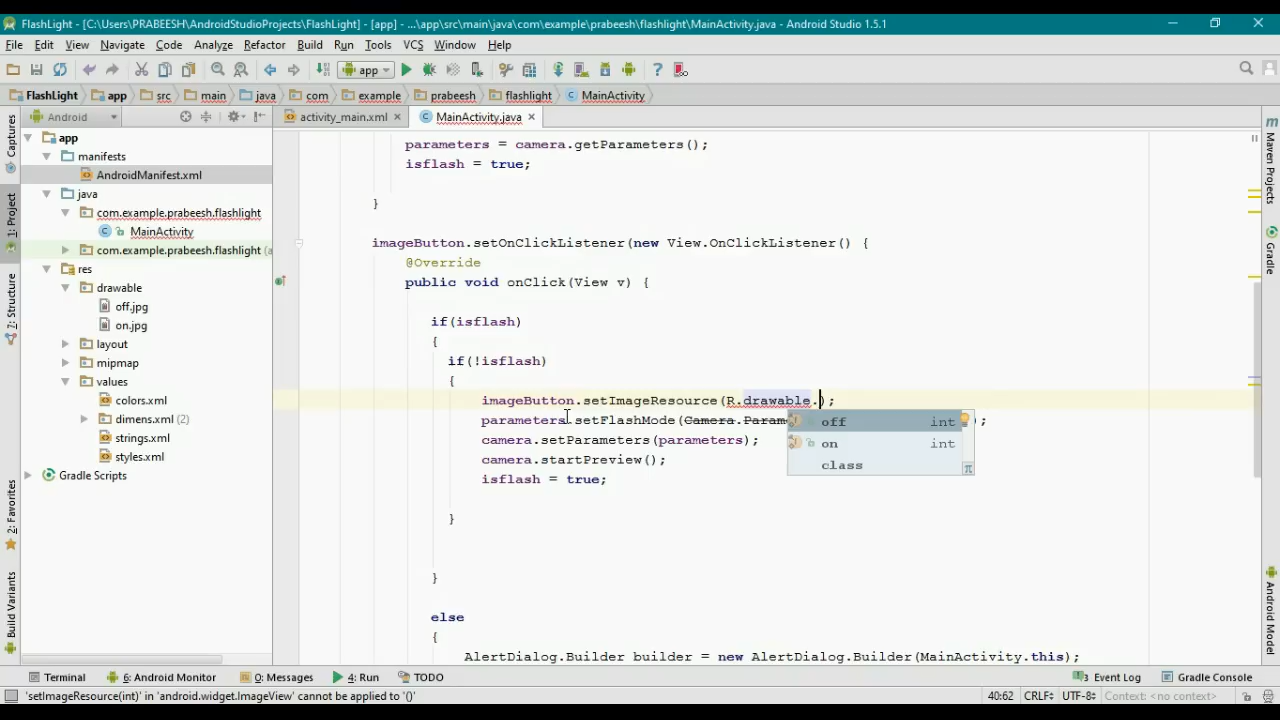 FlashLight - [C:\Users\PRABEESH\AndroidStudioProjects\FlashLight] - [app] - ...\app\src\main\java\com\example\prabeesh\flashlight\MainActivity.java - Android Studio 1.5.1
File Edit View Navigate Code Analyze Refactor Build Run Tools VCS Window Help
app
FlashLight app src main java com example prabeesh flashlight MainActivity
Android
activity_main.xml
MainActivity.java
Captures
1: Project
Z: Structure
2: Favorites
Build Variants
app
manifests
AndroidManifest.xml
java
com.example.prabeesh.flashlight
MainActivity
com.example.prabeesh.flashlight (a
res
drawable
off.jpg
on.jpg
layout
mipmap
values
colors.xml
dimens.xml (2)
strings.xml
styles.xml
Gradle Scripts
parameters = camera.getParameters();
isflash = true;
}
imageButton.setOnClickListener(new View.OnClickListener() {
@Override
public void onClick(View v) {
if(isflash)
{
if(!isflash)
{
imageButton.setImageResource(R.drawable.);
parameters.setFlashMode(Camera.Param );
off int
on int
class
π
camera.setParameters(parameters);
camera.startPreview();
isflash = true;
}
}
else
{
AlertDialog.Builder builder = new AlertDialog.Builder(MainActivity.this);
m
Maven Projects
Gradle
Android Model
Terminal 6: Android Monitor 0: Messages 4: Run TODO Event Log Gradle Console
'setImageResource(int)' in 'android.widget.ImageView' cannot be applied to '()' 40:62 CRLF UTF-8 Context: <no context>